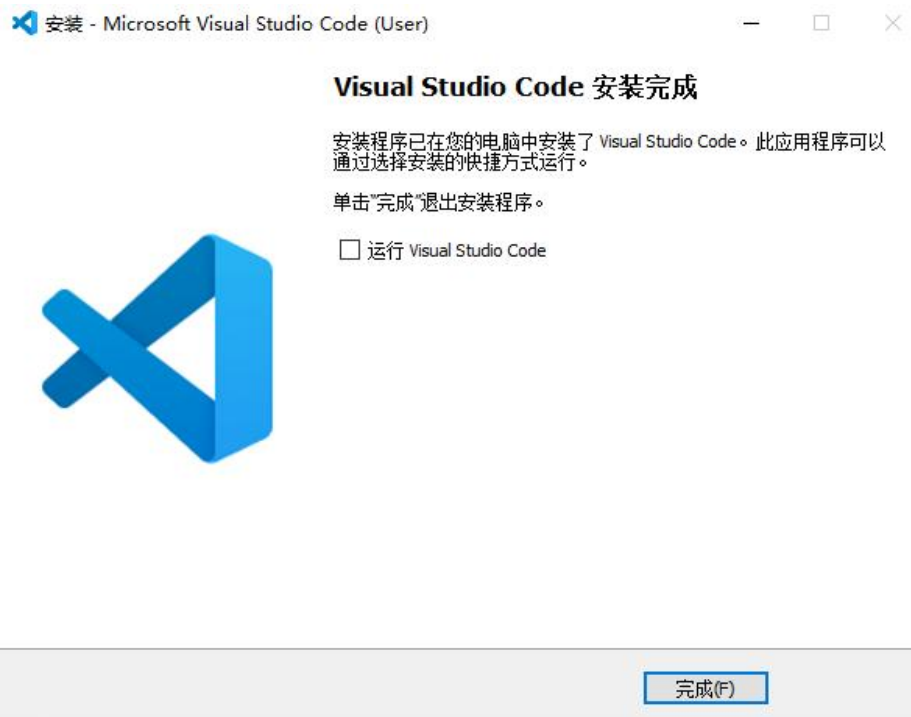 安装 - Microsoft Visual Studio Code (User)
Visual Studio Code 安装完成
安装程序已在您的电脑中安装了 Visual Studio Code。此应用程序可以
通过选择安装的快捷方式运行。
单击"完成"退出安装程序。
运行 Visual Studio Code
完成(F)